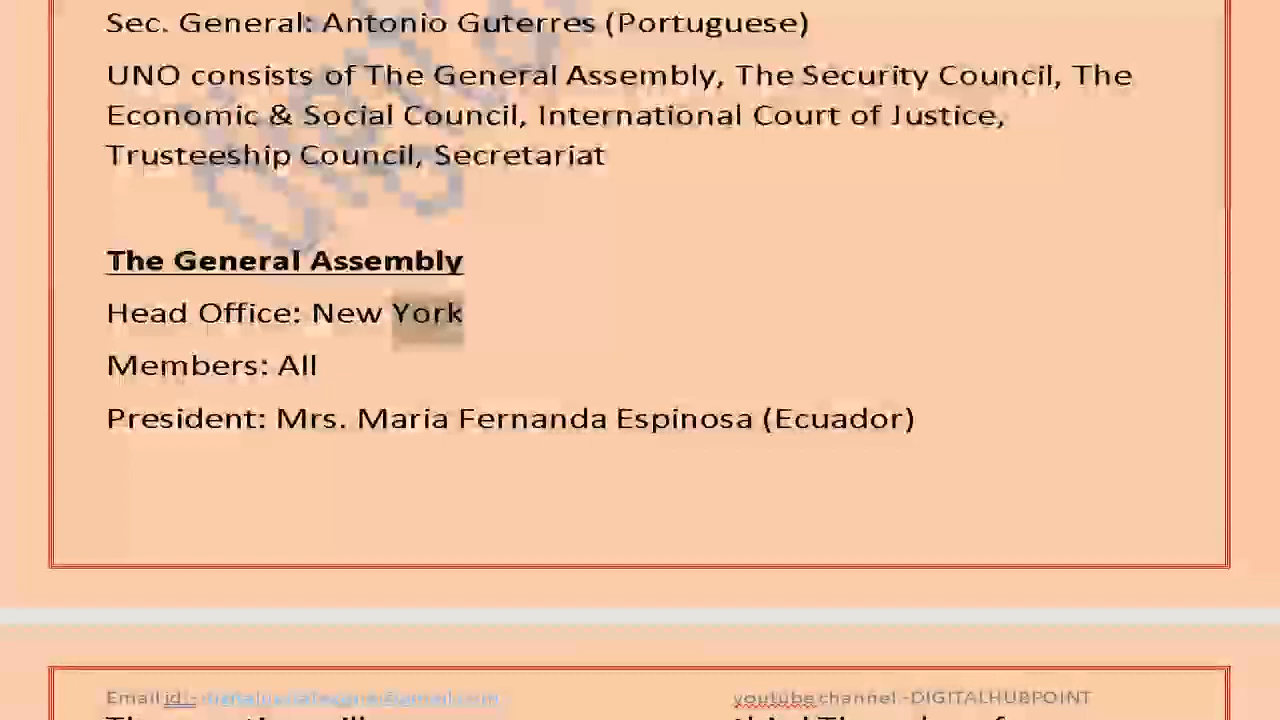 Sec. General: Antonio Guterres (Portuguese)
UNO consists of The General Assembly, The Security Council, The
Economic & Social Council, International Court of Justice,
Trusteeship Council, Secretariat
The General Assembly
Head Office: New York
Members: All
President: Mrs. Maria Fernanda Espinosa (Ecuador)
Email id:- youtube channel:-DIGITALHUBPOINT